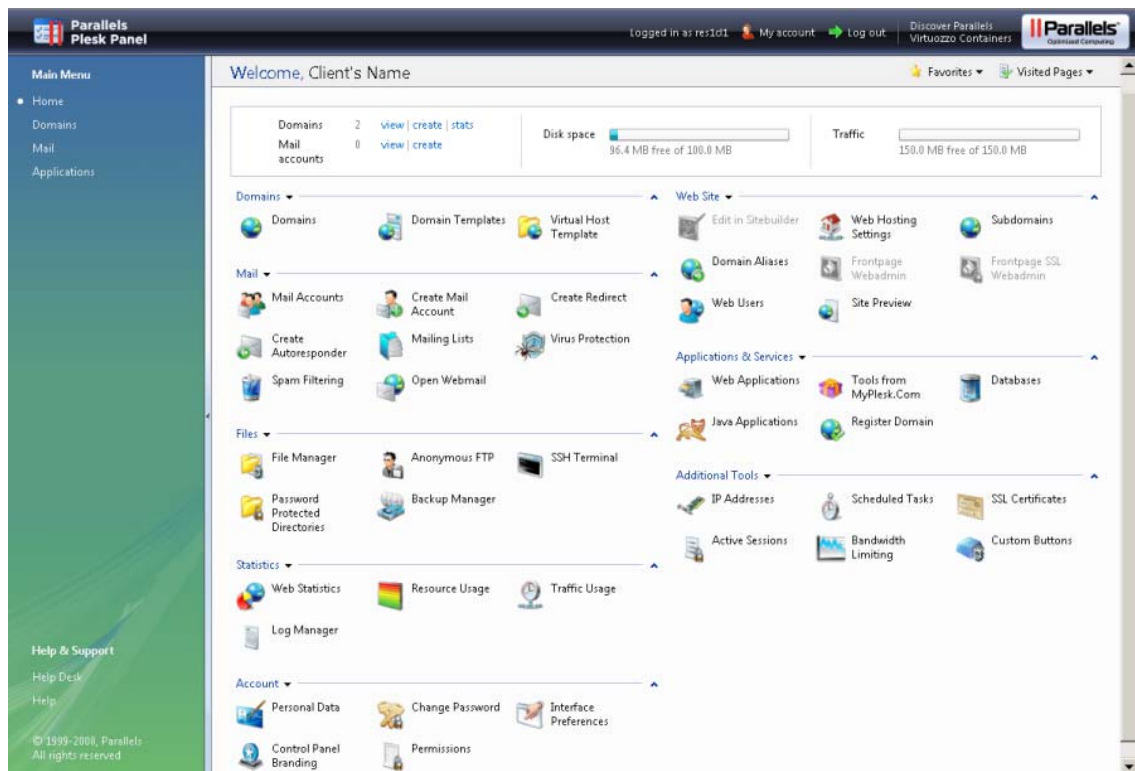 Parallels
Plesk Panel
Logged in as res1cl1 My account Log out
Discover Parallels
Virtuozzo Containers
Parallels
Optimized Computing
Main Menu
Home
Domains
Mail
Applications
Help & Support
Help Desk
Help
© 1999-2008, Parallels
All rights reserved
Welcome, Client's Name
Favorites Visited Pages
Domains 2 view | create | stats
Mail
accounts
0 view | create
Disk space
96.4 MB free of 100.0 MB
Traffic
150.0 MB free of 150.0 MB
Domains
Domains
Domain Templates
Virtual Host
Template
Mail
Mail Accounts
Create Mail
Account
Create Redirect
Create
Autoresponder
Mailing Lists
Virus Protection
Spam Filtering
Open Webmail
Files
File Manager
Anonymous FTP
SSH Terminal
Password
Protected
Directories
Backup Manager
Statistics
Web Statistics
Resource Usage
Traffic Usage
Log Manager
Account
Personal Data
Change Password
Interface
Preferences
Control Panel
Branding
Permissions
Web Site
Edit in Sitebuilder
Web Hosting
Settings
Subdomains
Domain Aliases
Frontpage
Webadmin
Frontpage SSL
Webadmin
Web Users
Site Preview
Applications & Services
Web Applications
Tools from
MyPlesk.Com
Databases
Java Applications
Register Domain
Additional Tools
IP Addresses
Scheduled Tasks
SSL Certificates
Active Sessions
Bandwidth
Limiting
Custom Buttons